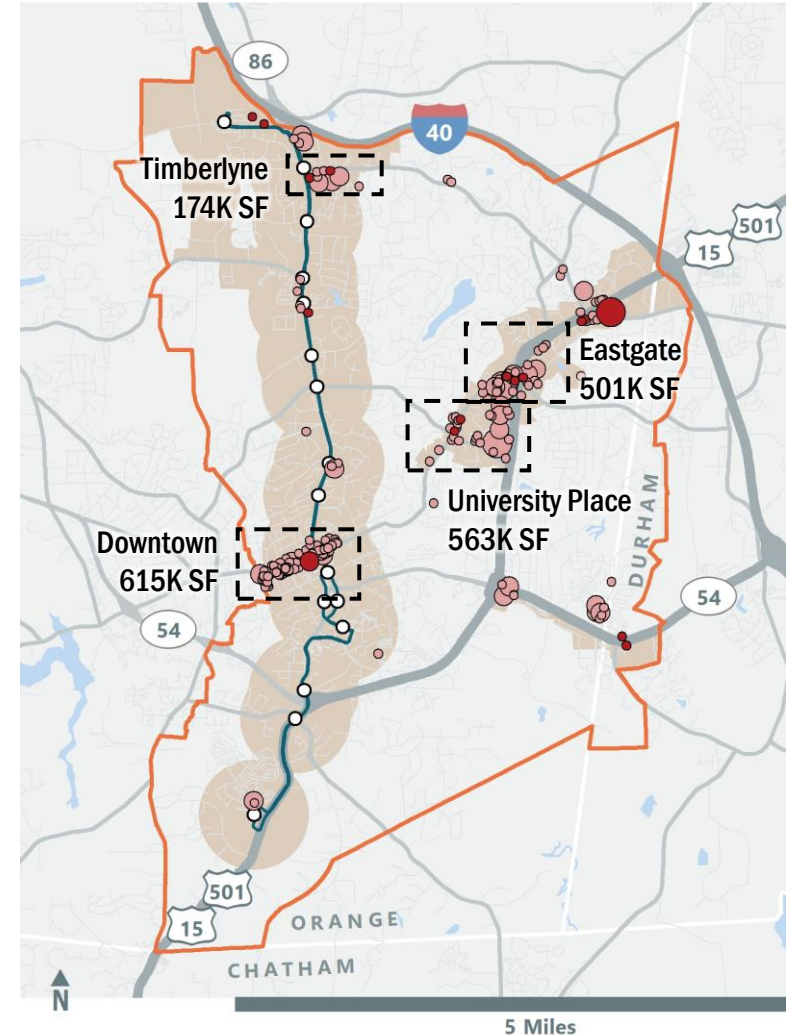 86
40
Timberlyne
174K SF
501
15
Eastgate
501K SF
University Place
563K SF
DURHAM
Downtown
615K SF
54
54
501
15
ORANGE
CHATHAM
N
5 Miles